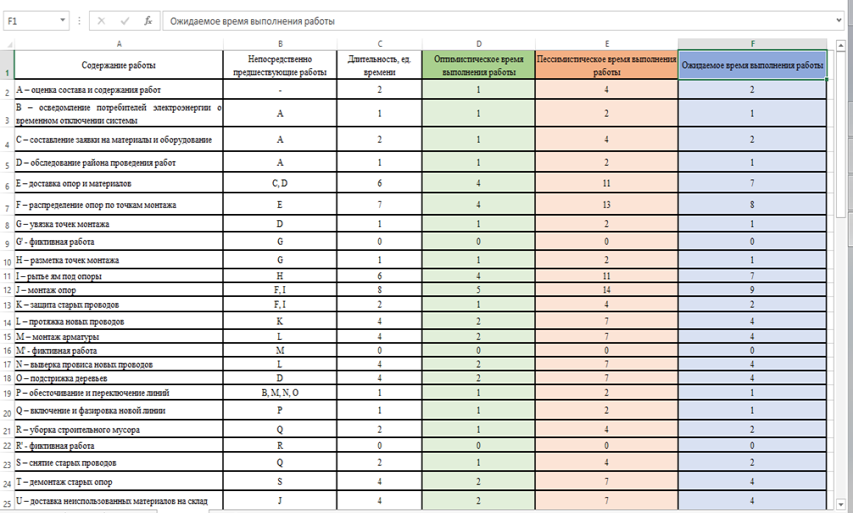 F1 fx Ожидаемое время выполнения работы
A B C D E F
1 Содержание работы Непосредственно предшествующие работы Длительность, ед. времени Оптимистическое время выполнения работы Пессимистическое время выполнения работы Ожидаемое время выполнения работы
2 A – оценка состава и содержания работ - 2 1 4 2
3 B – осведомление потребителей электроэнергии о временном отключении системы A 1 1 2 1
4 C – составление заявки на материалы и оборудование A 2 1 4 2
5 D – обследование района проведения работ A 1 1 2 1
6 E – доставка опор и материалов C, D 6 4 11 7
7 F – распределение опор по точкам монтажа E 7 4 13 8
8 G – увязка точек монтажа D 1 1 2 1
9 G' - фиктивная работа G 0 0 0 0
10 H – разметка точек монтажа G 1 1 2 1
11 I – рытье ям под опоры H 6 4 11 7
12 J – монтаж опор F, I 8 5 14 9
13 K – защита старых проводов F, I 2 1 4 2
14 L – протяжка новых проводов K 4 2 7 4
15 M – монтаж арматуры L 4 2 7 4
16 M' - фиктивная работа M 0 0 0 0
17 N – выверка провиса новых проводов L 4 2 7 4
18 O – подстрижка деревьев D 4 2 7 4
19 P – обесточивание и переключение линий B, M, N, O 1 1 2 1
20 Q – включение и фазировка новой линии P 1 1 2 1
21 R – уборка строительного мусора Q 2 1 4 2
22 R' - фиктивная работа R 0 0 0 0
23 S – снятие старых проводов Q 2 1 4 2
24 T – демонтаж старых опор S 4 2 7 4
25 U – доставка неиспользованных материалов на склад J 4 2 7 4